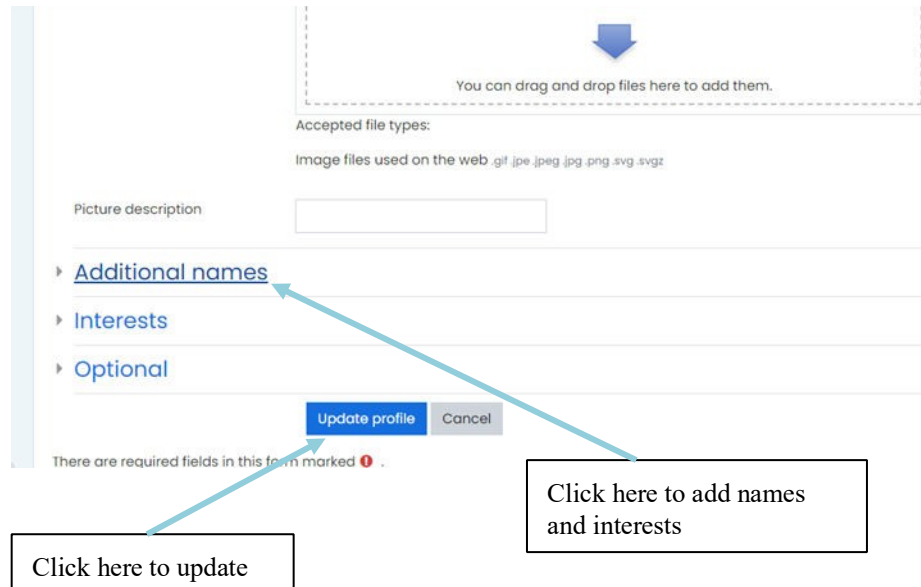 You can drag and drop files here to add them.
Accepted file types:
Image files used on the web .gif .jpe .jpeg .jpg .png .svg .svgz
Picture description
Additional names
Interests
Optional
Update profile Cancel
There are required fields in this form marked .
Click here to add names
and interests
Click here to update